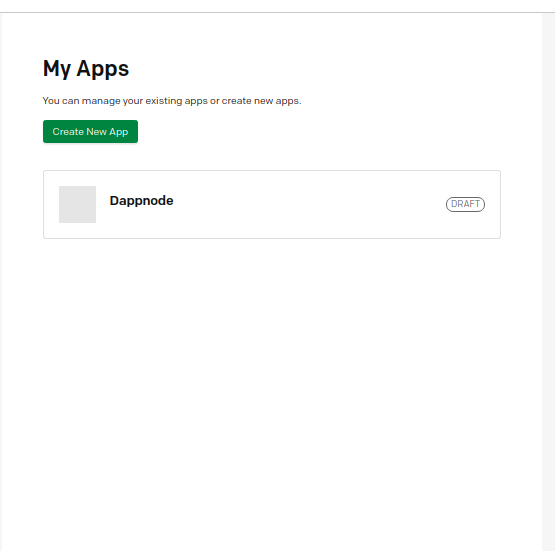 My Apps
You can manage your existing apps or create new apps.
Create New App
Dappnode
DRAFT